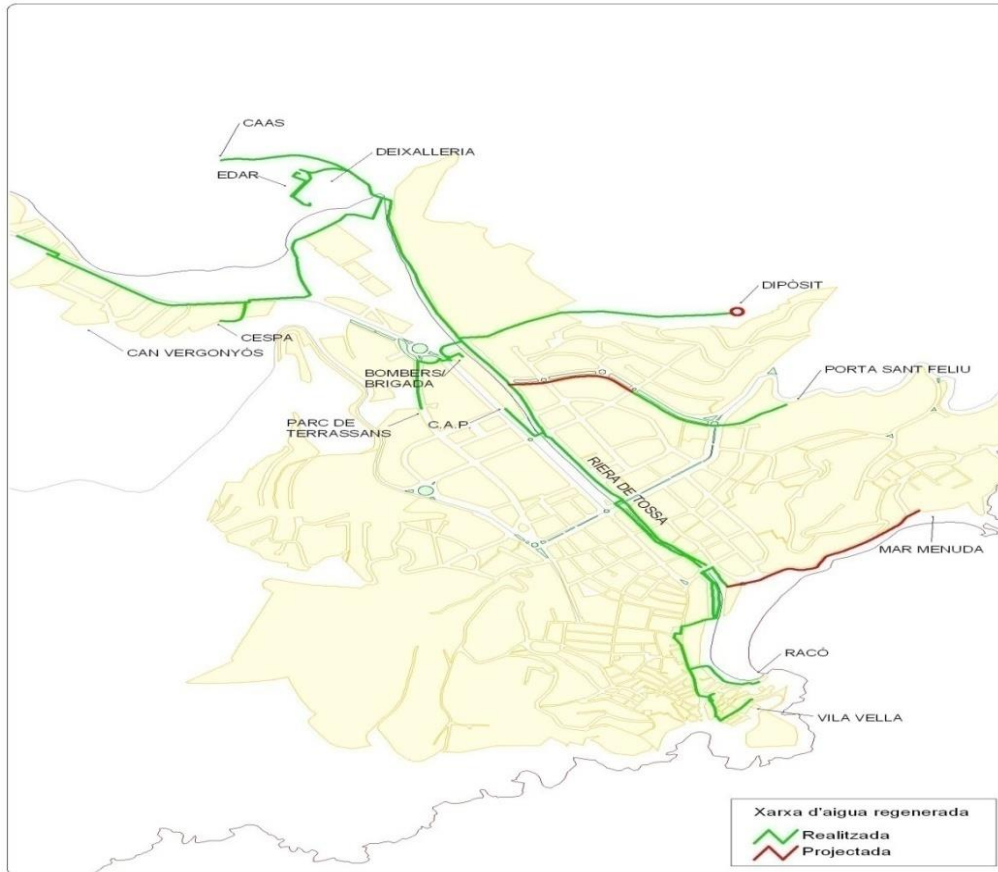 CAAS
DEIXALLERIA
EDAR
DIPÒSIT
CESPA
CAN VERGONYÒS
BOMBERS/
BRIGADA
PORTA SANT FELIU
PARC DE
TERRASSANS
C.A.P.
RIERA DE TOSSA
MAR MENUDA
RACÓ
VILA VELLA
Xarxa d'aigua regenerada
Realitzada
Projectada